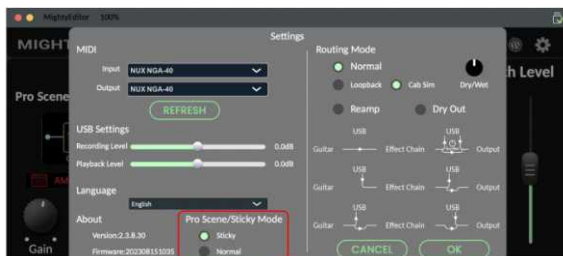 MightyEditor 100%
MIGHT
Settings
MIDI
Input NUX NGA-40
Output NUX NGA-40
REFRESH
USB Settings
Recording Level 0.0dB
Playback Level 0.0dB
Language
English
About
Version:2.3.8.30
Firmware:202308151035
Pro Scene/Sticky Mode
Sticky
Normal
Routing Mode
Normal
Loopback Cab Sim Dry/Wet
Reamp Dry Out
USB USB
Guitar Effect Chain Output
USB USB
Guitar Effect Chain Output
USB USB
Guitar Effect Chain Output
CANCEL OK
Pro Scene
AM
Gain
h Level